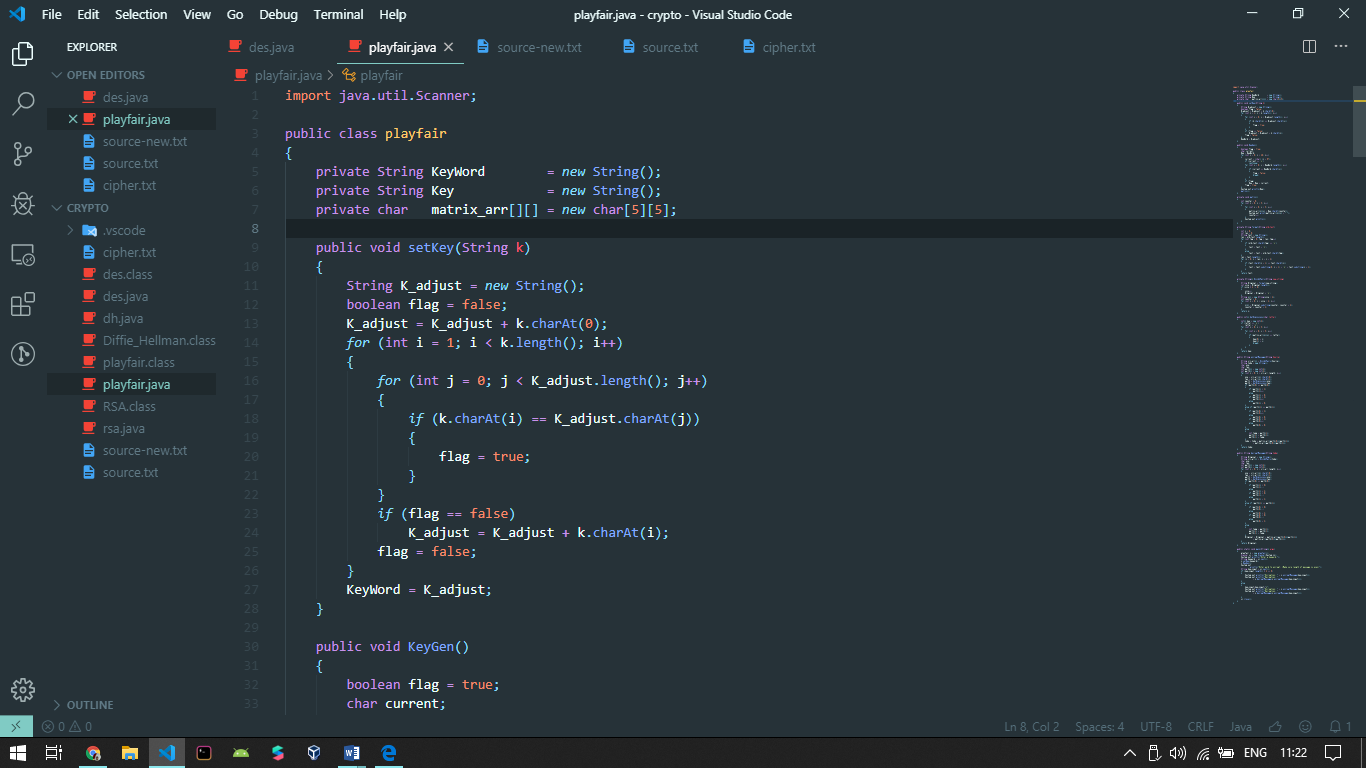 File Edit Selection View Go Debug Terminal Help
playfair.java - crypto - Visual Studio Code
EXPLORER
OPEN EDITORS
des.java
playfair.java
source-new.txt
source.txt
cipher.txt
CRYPTO
.vscode
cipher.txt
des.class
des.java
dh.java
Diffie_Hellman.class
playfair.class
playfair.java
RSA.class
rsa.java
source-new.txt
source.txt
OUTLINE
des.java playfair.java source-new.txt source.txt cipher.txt
playfair.java > playfair
1 import java.util.Scanner;
2
3 public class playfair
4 {
5 private String KeyWord = new String();
6 private String Key = new String();
7 private char matrix_arr[][] = new char[5][5];
8
9 public void setKey(String k)
10 {
11 String K_adjust = new String();
12 boolean flag = false;
13 K_adjust = K_adjust + k.charAt(0);
14 for (int i = 1; i < k.length(); i++)
15 {
16 for (int j = 0; j < K_adjust.length(); j++)
17 {
18 if (k.charAt(i) == K_adjust.charAt(j))
19 {
20 flag = true;
21 }
22 }
23 if (flag == false)
24 K_adjust = K_adjust + k.charAt(i);
25 flag = false;
26 }
27 KeyWord = K_adjust;
28 }
29
30 public void KeyGen()
31 {
32 boolean flag = true;
33 char current;
0 0
Ln 8, Col 2 Spaces: 4 UTF-8 CRLF Java 1
ENG 11:22